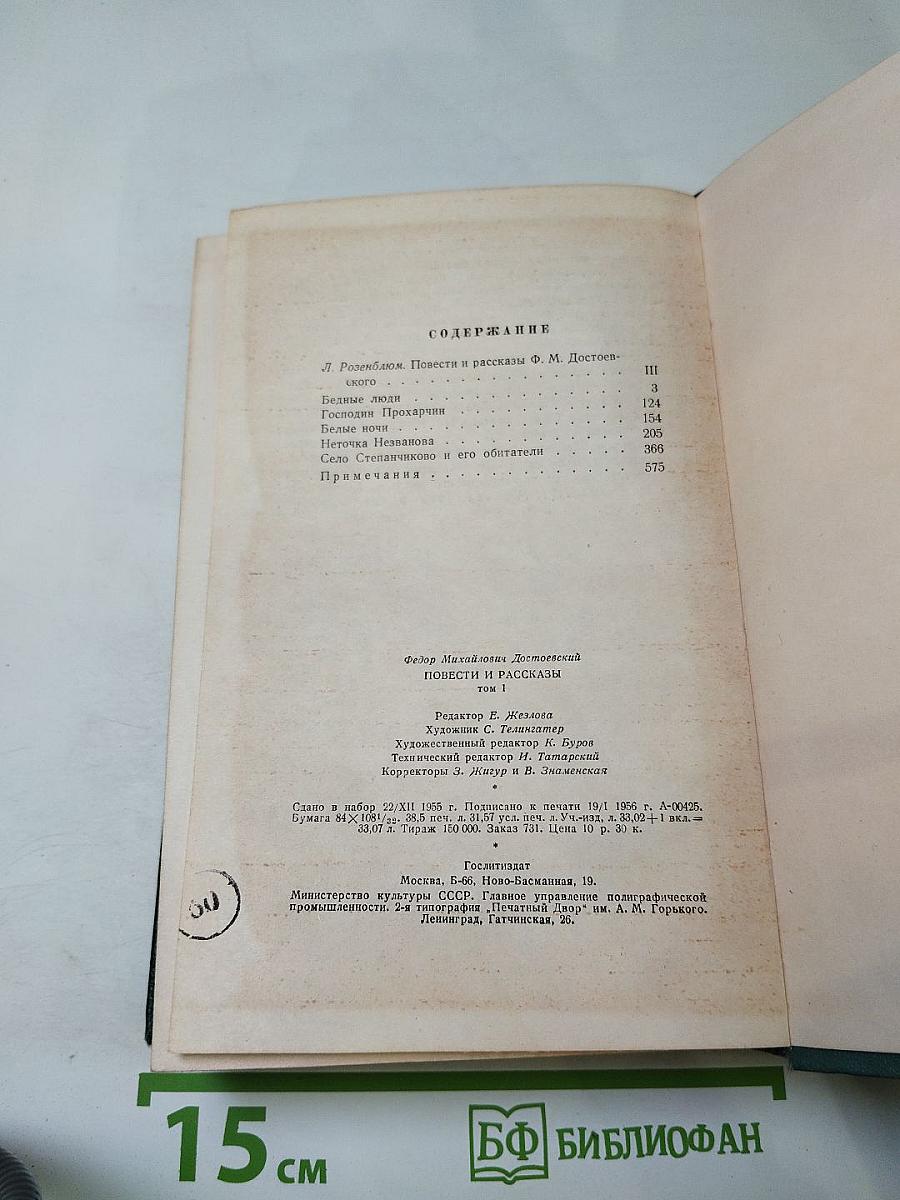 СОДЕРЖАНИЕ
Л. Розенблюм. Повести и рассказы Ф. М. Достоев-
ского . . . . . . . . . . . . . . . III
Бедные люди . . . . . . . . . . . . . . 3
Господин Прохарчин . . . . . . . . . . . 124
Белые ночи . . . . . . . . . . . . . . 154
Неточка Незванова . . . . . . . . . . . . 205
Село Степанчиково и его обитатели . . . . . 366
Примечания . . . . . . . . . . . . . 575
Федор Михайлович Достоевский
ПОВЕСТИ И РАССКАЗЫ
том I
Редактор Е. Жезлова
Художник С. Телингатер
Художественный редактор К. Буров
Технический редактор И. Татарский
Корректоры З. Жигур и В. Знаменская
*
Сдано в набор 22/XII 1955 г. Подписано к печати 19/I 1956 г. А-00425.
Бумага 84×108¹/₃₂. 38,5 печ. л. 31,57 усл. печ. л. Уч.-изд. л. 33,02+1 вкл.=
33,07 л. Тираж 150 000. Заказ 731. Цена 10 р. 30 к.
*
Гослитиздат
Москва, Б-66, Ново-Басманная, 19.
Министерство культуры СССР. Главное управление полиграфической
промышленности. 2-я типография „Печатный Двор" им. А. М. Горького.
Ленинград, Гатчинская, 26.
60
15 см
БФ БИБЛИОФАН